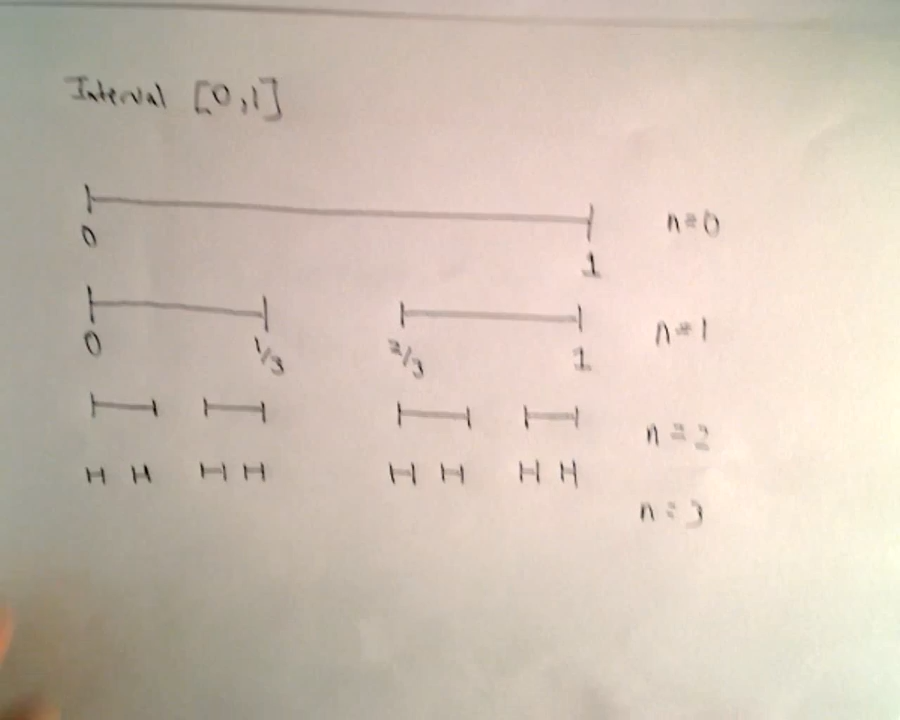 Interval [0,1]
n=0
0 1
n=1
0 1/3 2/3 1
n=2
n=3